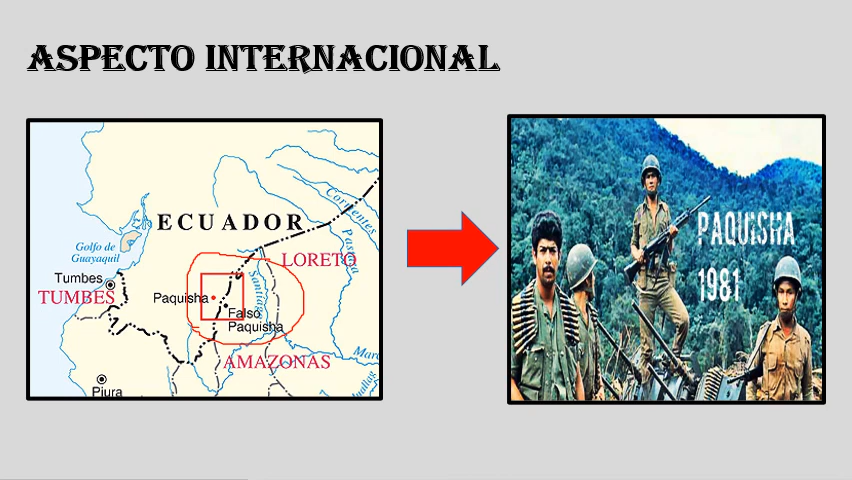 ASPECTO INTERNACIONAL
ECUADOR
Golfo de
Guayaquil
Corrientes
Pastaza
LORETO
Santiago
Tumbes
TUMBES
Paquisha
Falso
Paquisha
AMAZONAS
Piura
PAQUISHA
1981